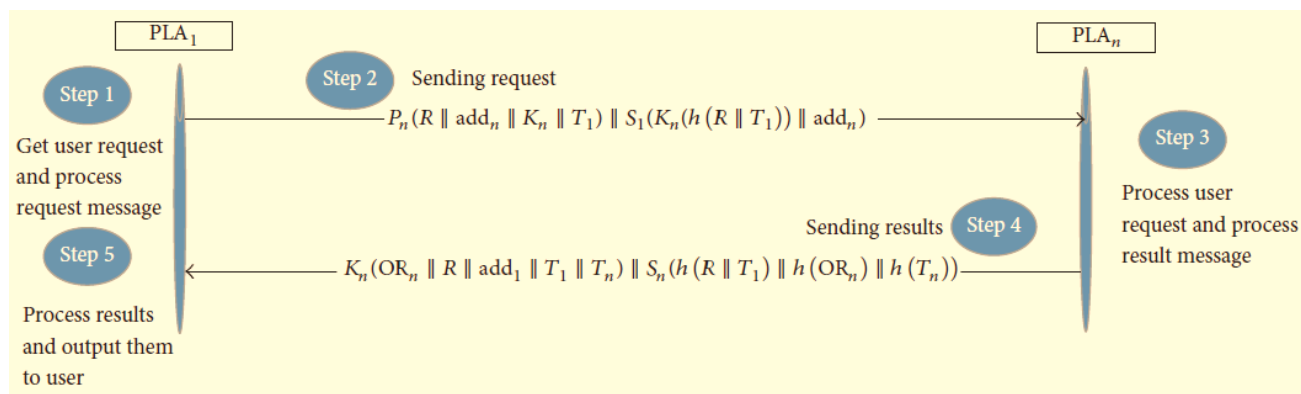 PLA₁
PLAₙ
Step 1
Get user request
and process
request message
Step 2
Sending request
Pₙ(R ∥ addₙ ∥ Kₙ ∥ T₁) ∥ S₁(Kₙ(h (R ∥ T₁)) ∥ addₙ)
Step 3
Process user
request and process
result message
Sending results
Step 4
Kₙ(ORₙ ∥ R ∥ add₁ ∥ T₁ ∥ Tₙ) ∥ Sₙ(h (R ∥ T₁) ∥ h (ORₙ) ∥ h (Tₙ))
Step 5
Process results
and output them
to user